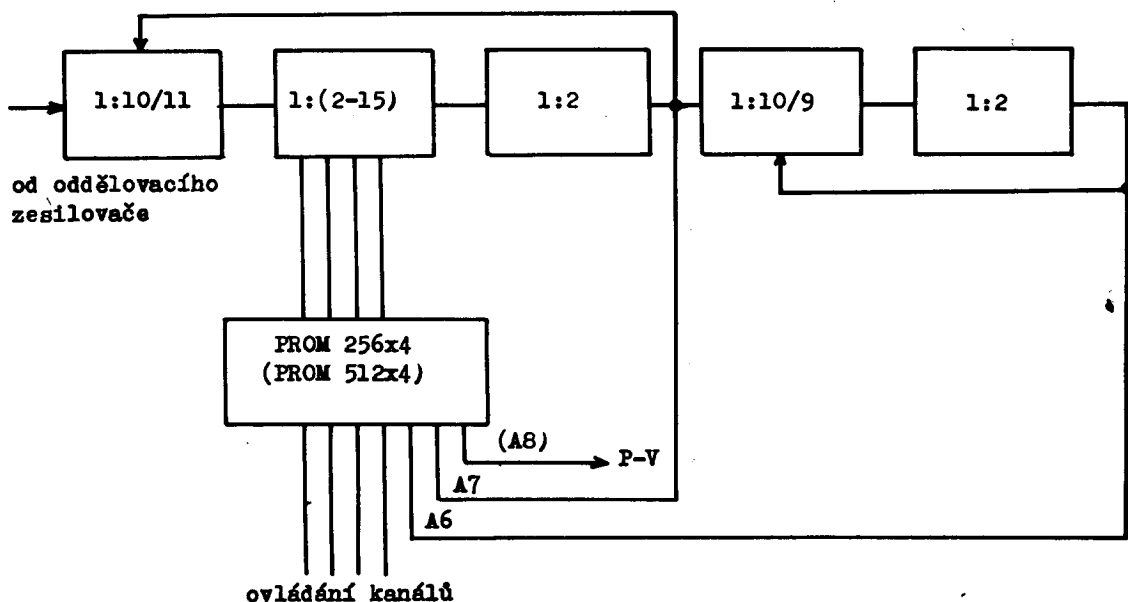 1:10/11
1:(2-15)
1:2
1:10/9
1:2
od oddělovacího
zesilovače
PROM 256x4
(PROM 512x4)
(A8)
P-V
A7
A6
ovládání kanálů